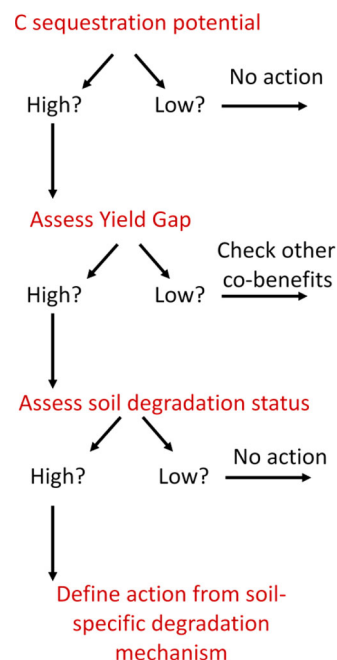 C sequestration potential
No action
High?
Low?
Assess Yield Gap
Check other
co-benefits
High?
Low?
Assess soil degradation status
No action
High?
Low?
Define action from soil-
specific degradation
mechanism